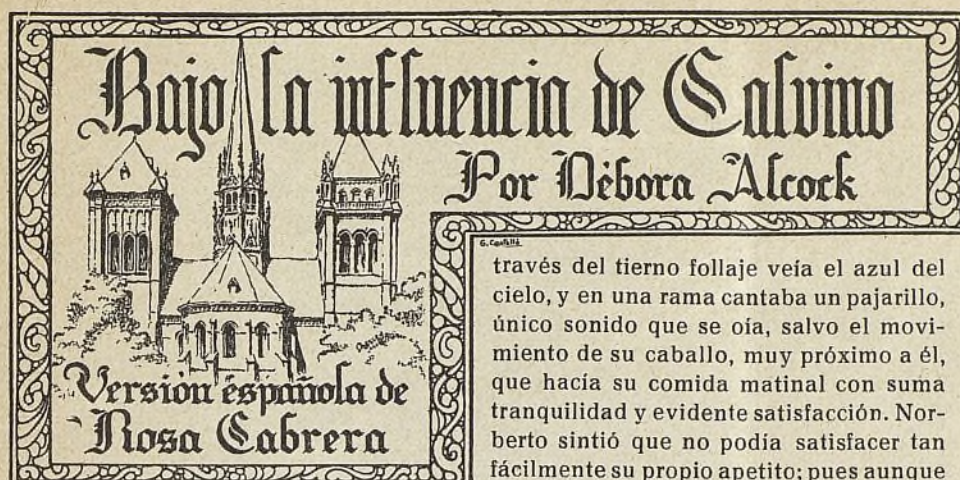 Bajo la influencia de Calvino
Por Débora Alcock
Versión española de
Rosa Cabrera
G. Castellá
través del tierno follaje veía el azul del
cielo, y en una rama cantaba un pajarillo,
único sonido que se oía, salvo el movi-
miento de su caballo, muy próximo a él,
que hacía su comida matinal con suma
tranquilidad y evidente satisfacción. Nor-
berto sintió que no podía satisfacer tan
fácilmente su propio apetito; pues aunque